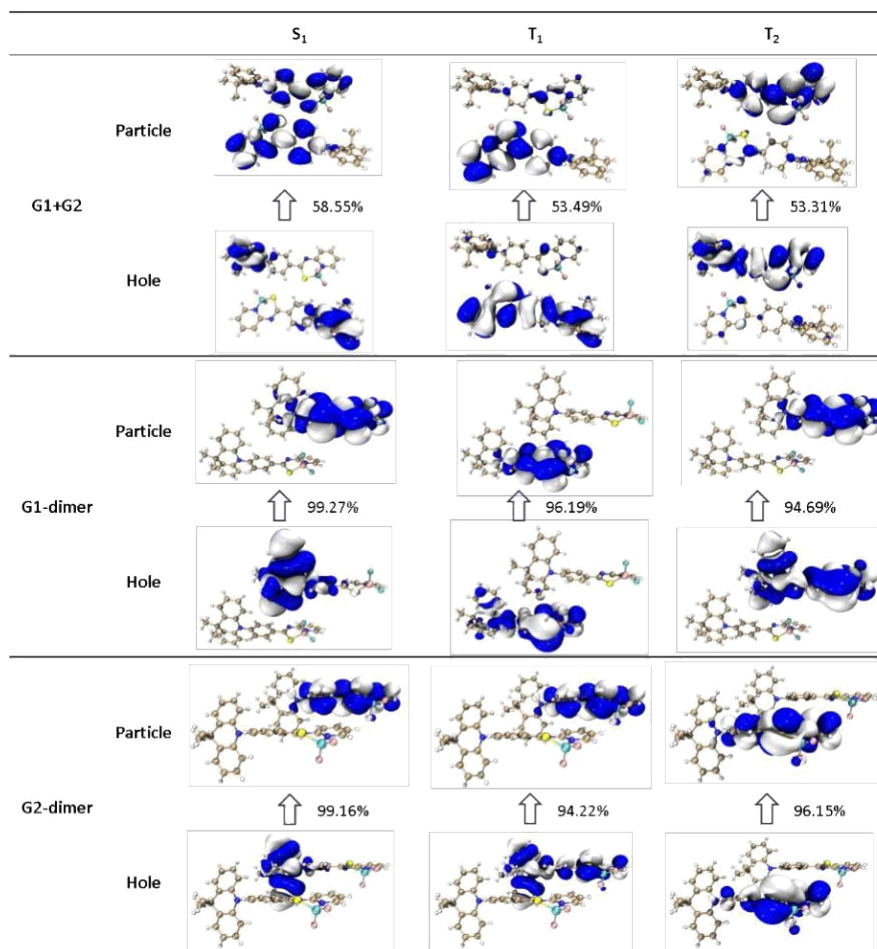 S₁ T₁ T₂
Particle
G1+G2 58.55% 53.49% 53.31%
Hole
Particle
G1-dimer 99.27% 96.19% 94.69%
Hole
Particle
G2-dimer 99.16% 94.22% 96.15%
Hole